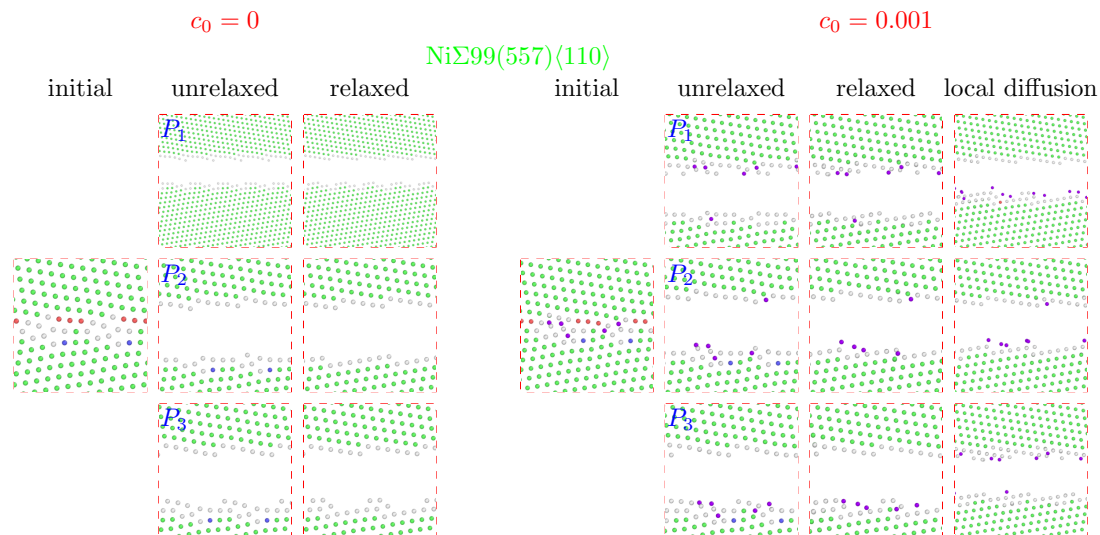 c₀ = 0 c₀ = 0.001
NiΣ99(557)⟨110⟩
initial unrelaxed relaxed initial unrelaxed relaxed local diffusion
P₁ P₁
P₂ P₂
P₃ P₃